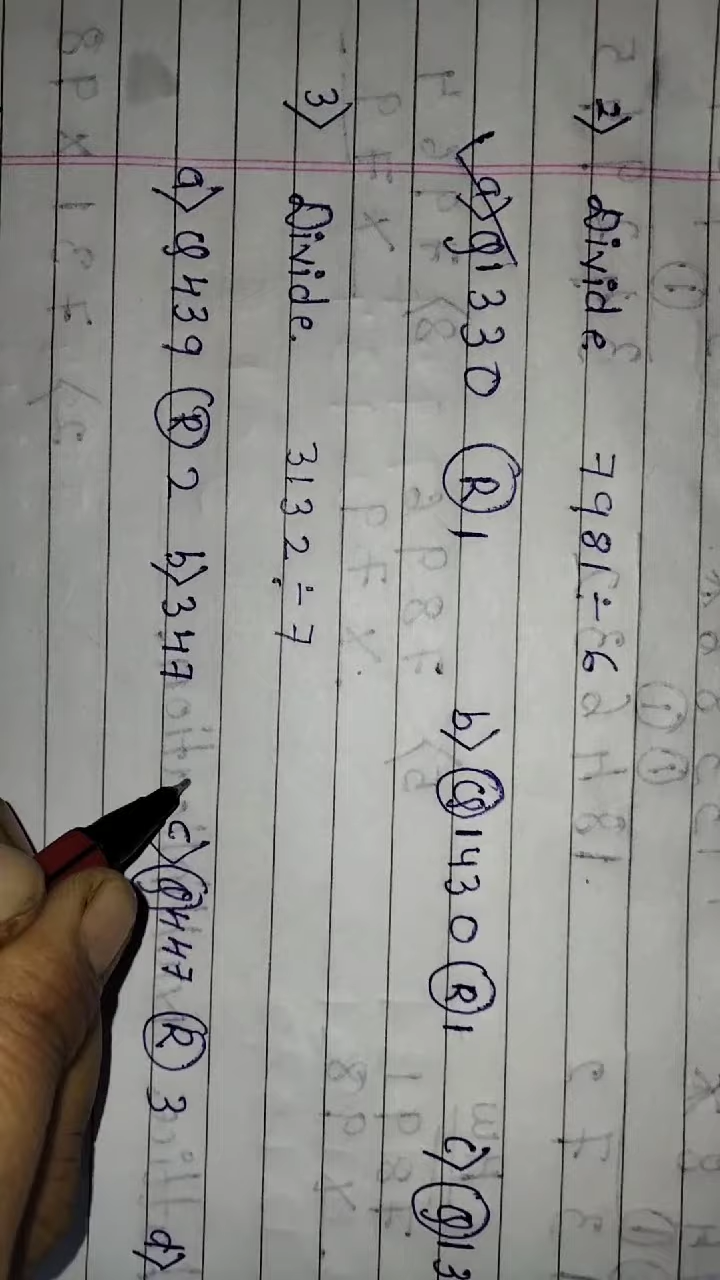 2) Divide. 7981 ÷ 6
a) Q 1330 R 1 b) Q 1430 R 1 c) Q 13
3) Divide. 3132 ÷ 7
a) Q 439 R 2 b) 347 c) Q 447 R 3 d)